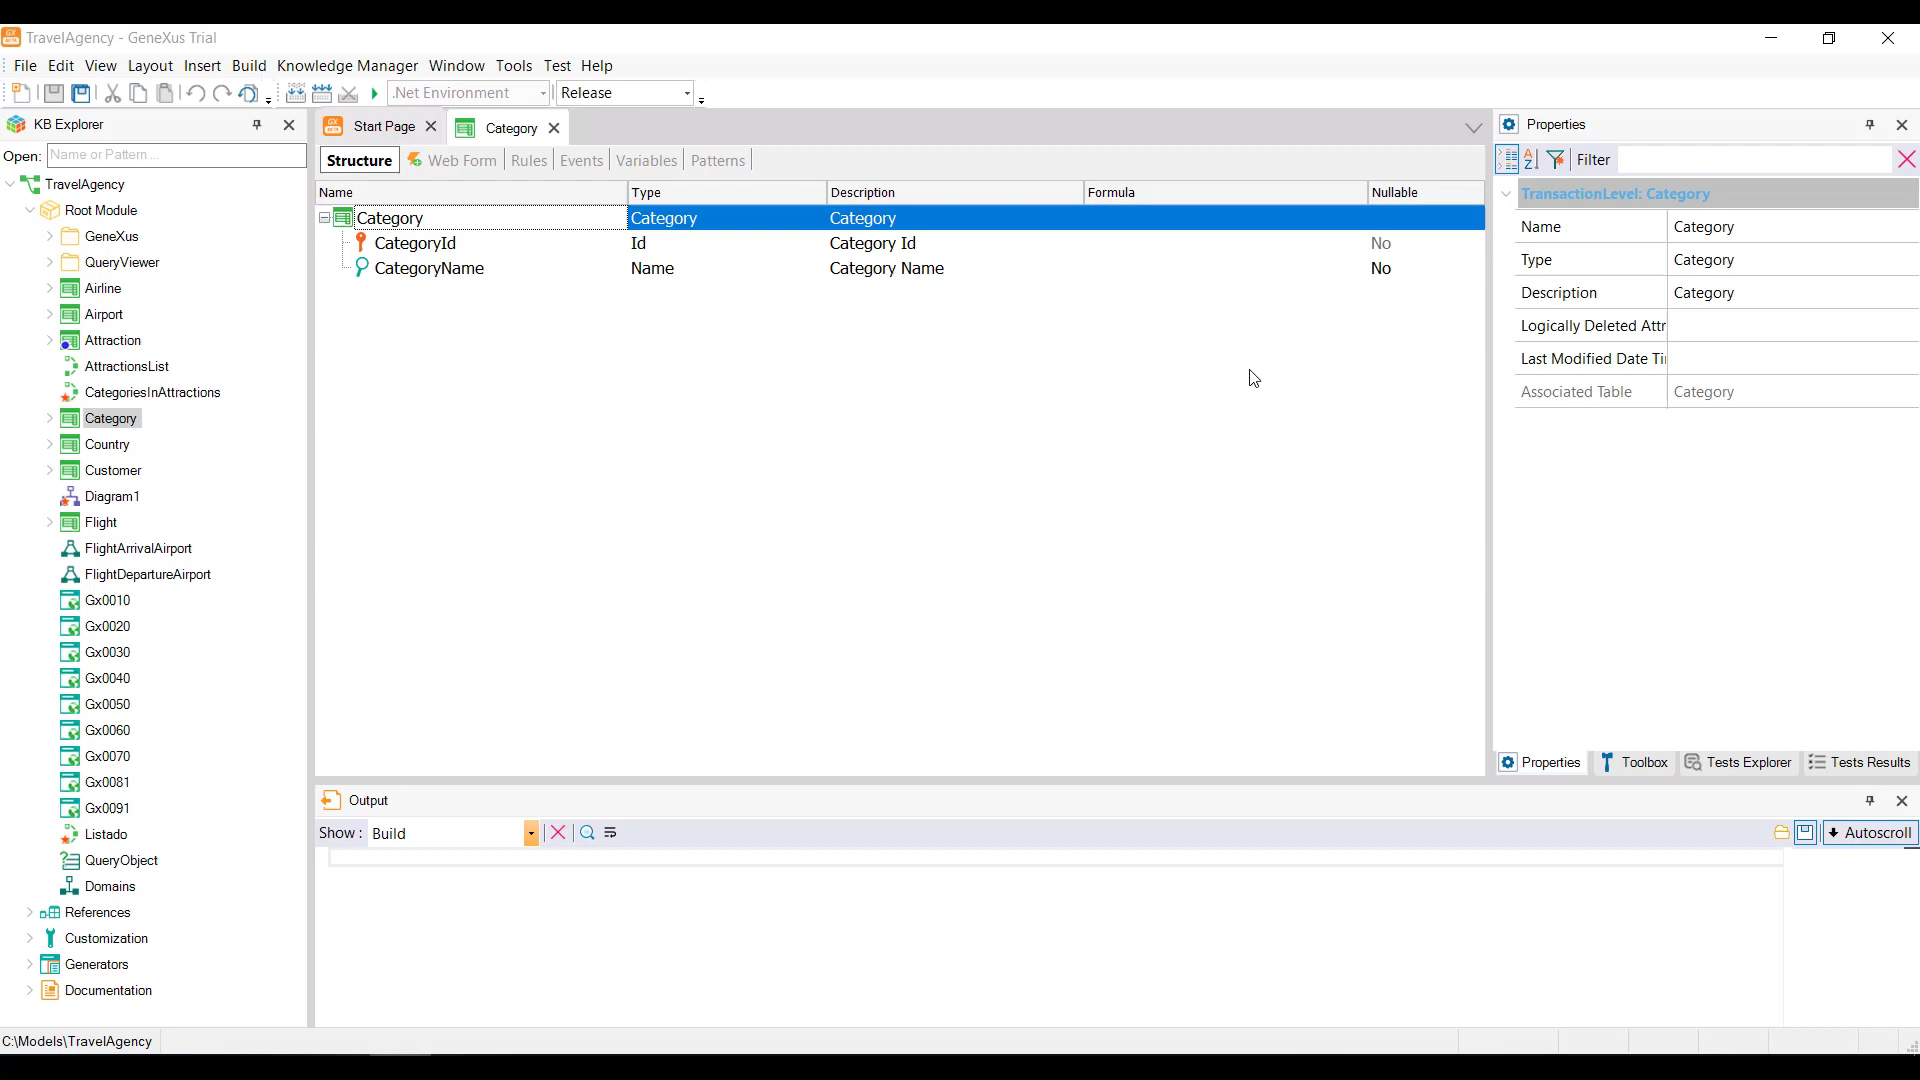 TravelAgency - GeneXus Trial
File Edit View Layout Insert Build Knowledge Manager Window Tools Test Help
.Net Environment Release
KB Explorer
Open: Name or Pattern ...
TravelAgency
Root Module
GeneXus
QueryViewer
Airline
Airport
Attraction
AttractionsList
CategoriesInAttractions
Category
Country
Customer
Diagram1
Flight
FlightArrivalAirport
FlightDepartureAirport
Gx0010
Gx0020
Gx0030
Gx0040
Gx0050
Gx0060
Gx0070
Gx0081
Gx0091
Listado
QueryObject
Domains
References
Customization
Generators
Documentation
Start Page Category
Structure Web Form Rules Events Variables Patterns
Name Type Description Formula Nullable
Category Category Category
CategoryId Id Category Id No
CategoryName Name Category Name No
Properties
Filter
TransactionLevel: Category
Name Category
Type Category
Description Category
Logically Deleted Attr
Last Modified Date Ti
Associated Table Category
Properties Toolbox Tests Explorer Tests Results
Output
Show : Build Autoscroll
C:\Models\TravelAgency